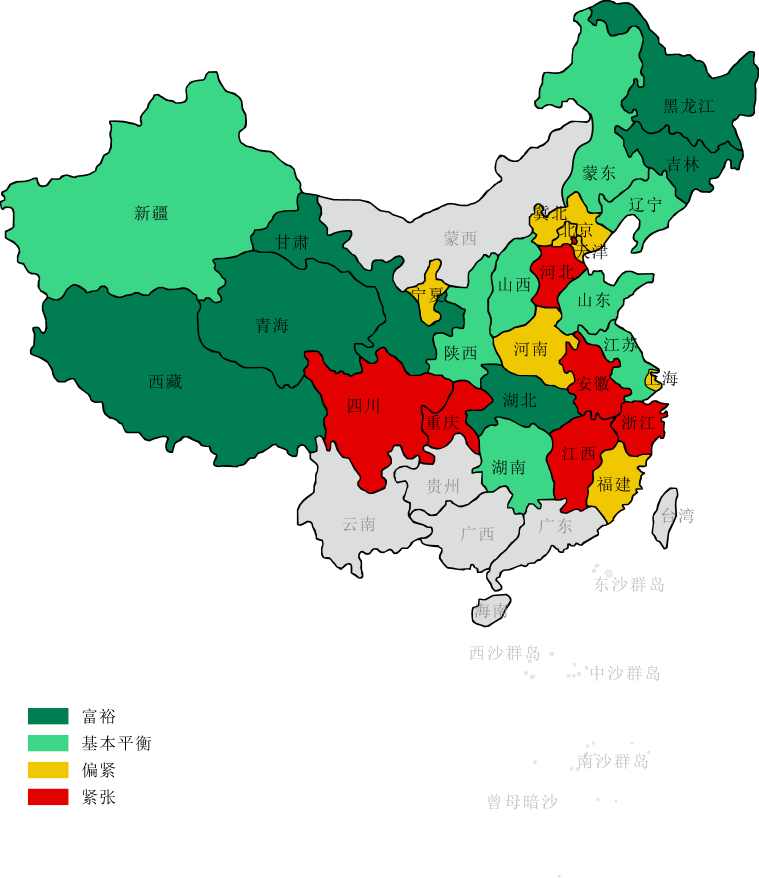 黑龙江
吉林
蒙东
辽宁
新疆
冀北
北京
蒙西
甘肃
天津
河北
山西
宁夏
山东
青海
江苏
河南
陕西
上海
西藏
安徽
湖北
四川
重庆
浙江
江西
湖南
福建
贵州
台湾
云南
广东
广西
东沙群岛
海南
西沙群岛
中沙群岛
富裕
基本平衡
南沙群岛
偏紧
紧张
曾母暗沙